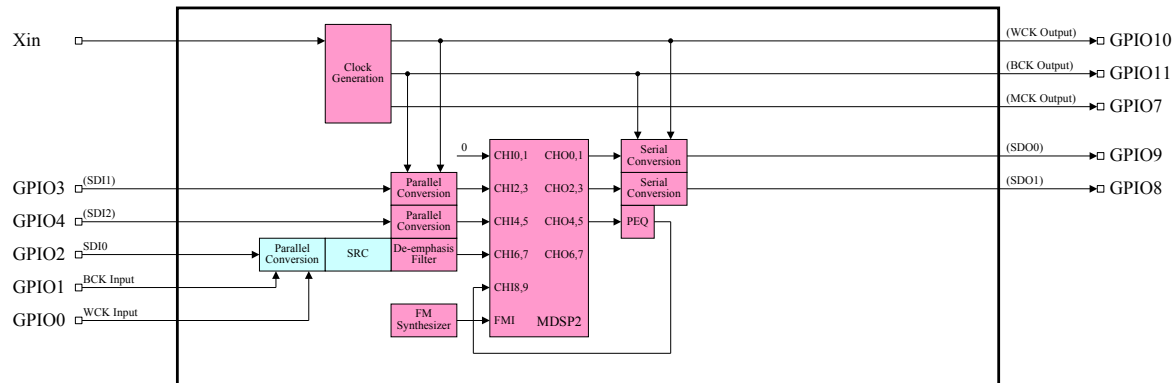 Xin
Clock
Generation
(WCK Output)
GPIO10
(BCK Output)
GPIO11
(MCK Output)
GPIO7
0
CHI0,1
CHO0,1
Serial
Conversion
(SDO0)
GPIO9
GPIO3
(SDI1)
Parallel
Conversion
CHI2,3
CHO2,3
Serial
Conversion
(SDO1)
GPIO8
GPIO4
(SDI2)
Parallel
Conversion
CHI4,5
CHO4,5
PEQ
GPIO2
SDI0
Parallel
Conversion
SRC
De-emphasis
Filter
CHI6,7
CHO6,7
GPIO1
BCK Input
CHI8,9
GPIO0
WCK Input
FM
Synthesizer
FMI
MDSP2